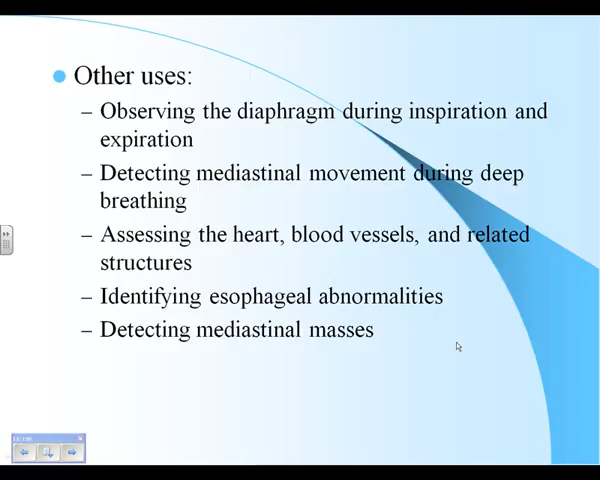 Other uses:
– Observing the diaphragm during inspiration and
expiration
– Detecting mediastinal movement during deep
breathing
– Assessing the heart, blood vessels, and related
structures
– Identifying esophageal abnormalities
– Detecting mediastinal masses